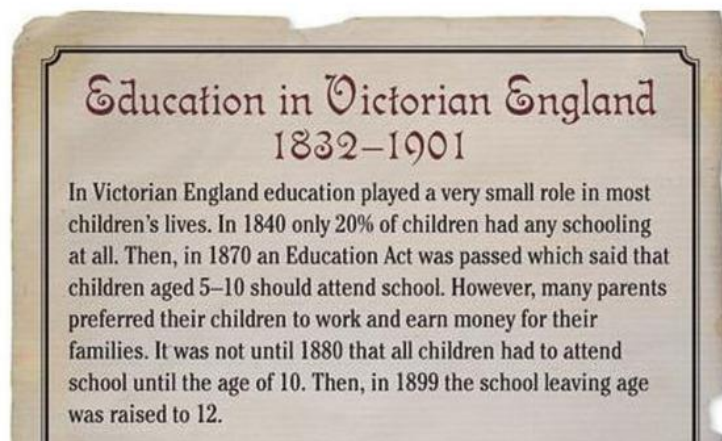 Education in Victorian England
1832–1901
In Victorian England education played a very small role in most
children's lives. In 1840 only 20% of children had any schooling
at all. Then, in 1870 an Education Act was passed which said that
children aged 5–10 should attend school. However, many parents
preferred their children to work and earn money for their
families. It was not until 1880 that all children had to attend
school until the age of 10. Then, in 1899 the school leaving age
was raised to 12.